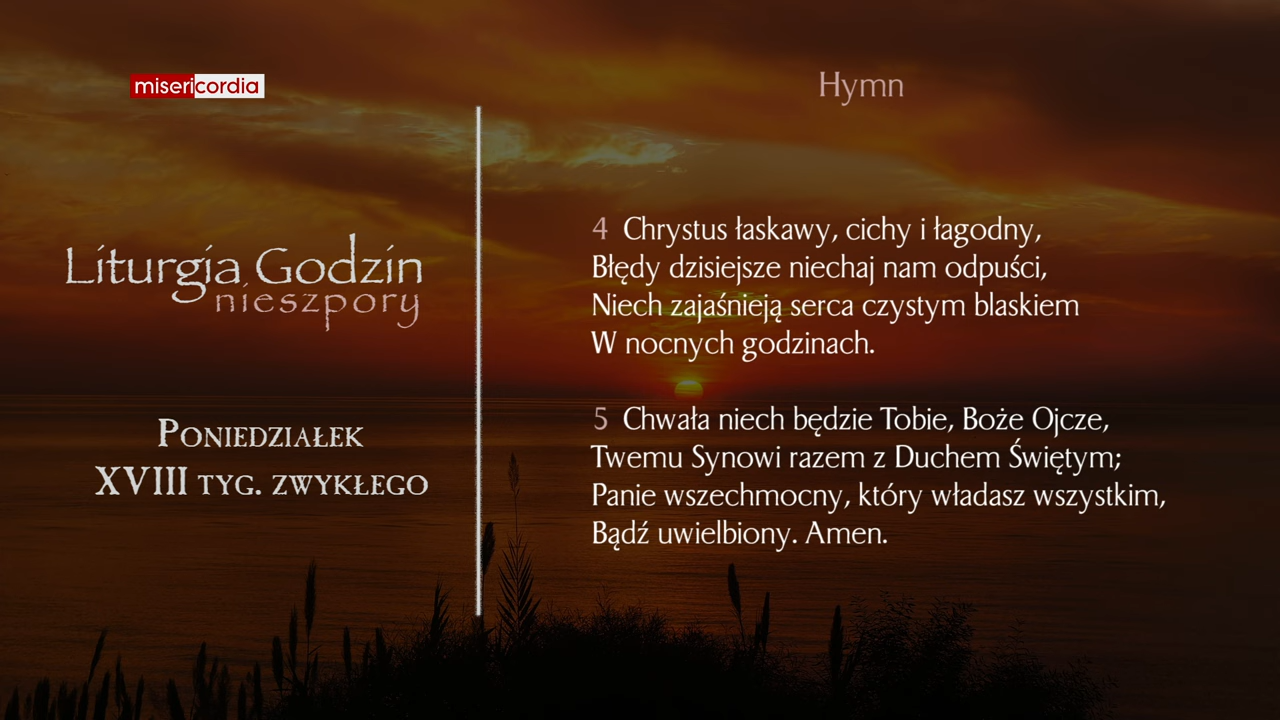 misericordia
Liturgia Godzin
nieszpory
Poniedziałek
XVIII tyg. zwykłego
Hymn
4 Chrystus łaskawy, cichy i łagodny,
Błędy dzisiejsze niechaj nam odpuści,
Niech zajaśnieją serca czystym blaskiem
W nocnych godzinach.
5 Chwała niech będzie Tobie, Boże Ojcze,
Twemu Synowi razem z Duchem Świętym;
Panie wszechmocny, który władasz wszystkim,
Bądź uwielbiony. Amen.